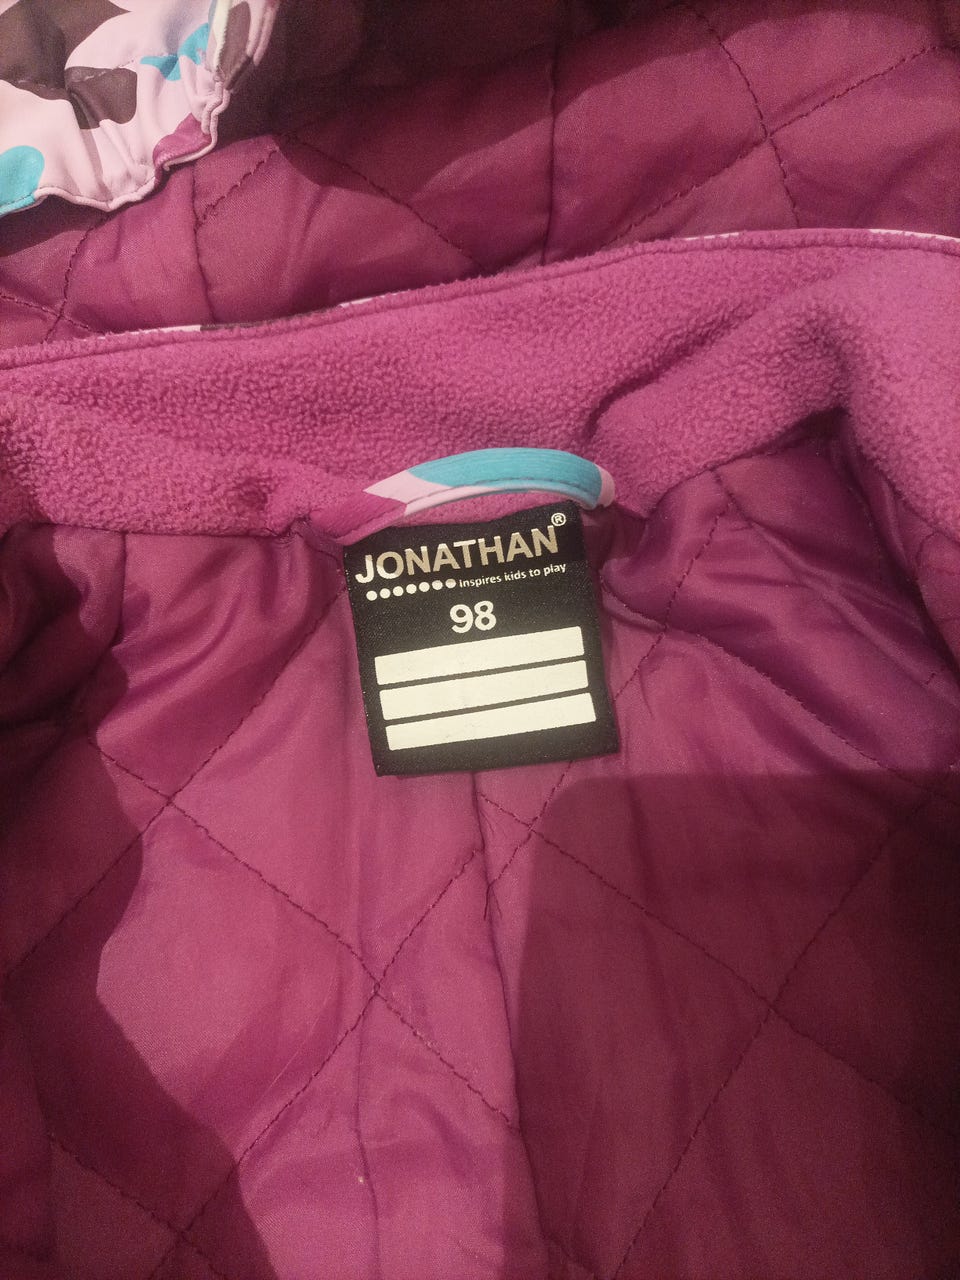 JONATHAN®
inspires kids to play
98